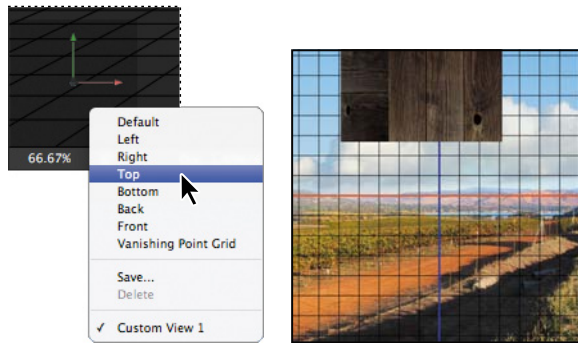 66.67%
Default
Left
Right
Top
Bottom
Back
Front
Vanishing Point Grid
Save...
Delete
✓ Custom View 1